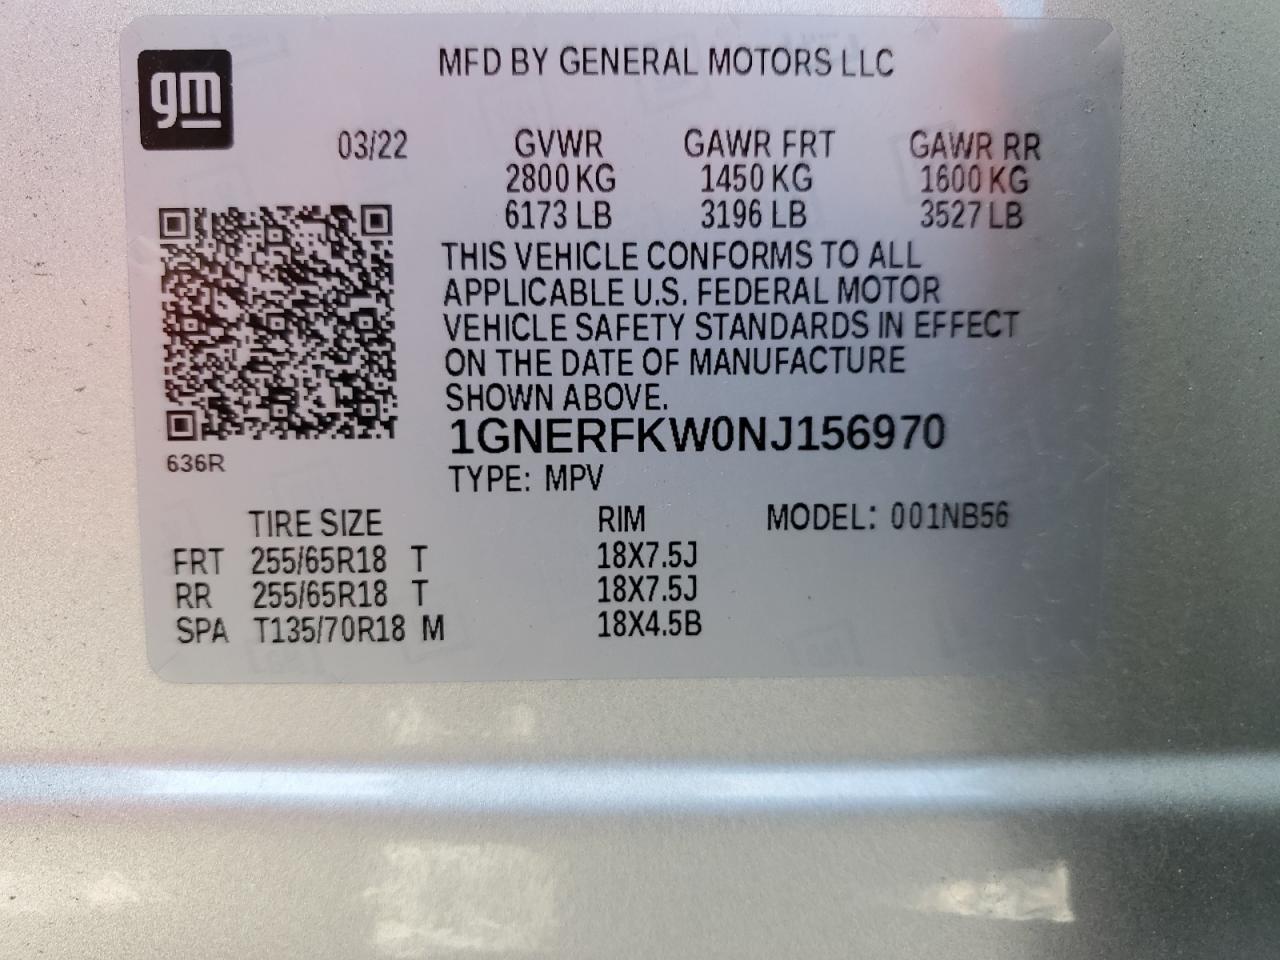 gm
MFD BY GENERAL MOTORS LLC
03/22 GVWR GAWR FRT GAWR RR
2800 KG 1450 KG 1600 KG
6173 LB 3196 LB 3527 LB
THIS VEHICLE CONFORMS TO ALL
APPLICABLE U.S. FEDERAL MOTOR
VEHICLE SAFETY STANDARDS IN EFFECT
ON THE DATE OF MANUFACTURE
SHOWN ABOVE.
1GNERFKW0NJ156970
636R
TYPE: MPV
TIRE SIZE RIM MODEL: 001NB56
FRT 255/65R18 T 18X7.5J
RR 255/65R18 T 18X7.5J
SPA T135/70R18 M 18X4.5B